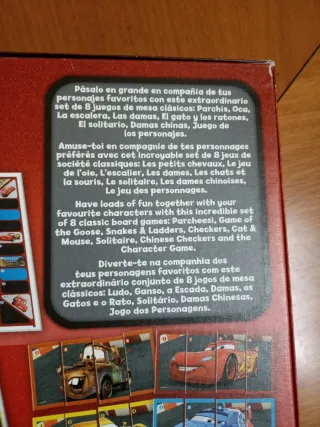 Pásalo en grande en compañía de tus
personajes favoritos con este extraordinario
set de 8 juegos de mesa clásicos: Parchís, Oca,
La escalera, Las damas, El gato y los ratones,
El solitario, Damas chinas, Juego de
los personajes.
Amuse-toi en compagnie de tes personnages
préférés avec cet incroyable set de 8 jeux de
société classiques: Les petits chevaux, Le jeu
de l'oie, L'escalier, Les dames, Les chats et
la souris, Le solitaire, Les dames chinoises,
Le jeu des personnages.
Have loads of fun together with your
favourite characters with this incredible set
of 8 classic board games: Parcheesi, Game of
the Goose, Snakes & Ladders, Checkers, Cat &
Mouse, Solitaire, Chinese Checkers and the
Character Game.
Diverte-te na companhia dos
teus personagens favoritos com este
extraordinário conjunto de 8 jogos de mesa
clássicos: Ludo, Ganso, a Escada, Damas, as
Gatos e o Rato, Solitário, Damas Chinesas,
Jogo dos Personagens.